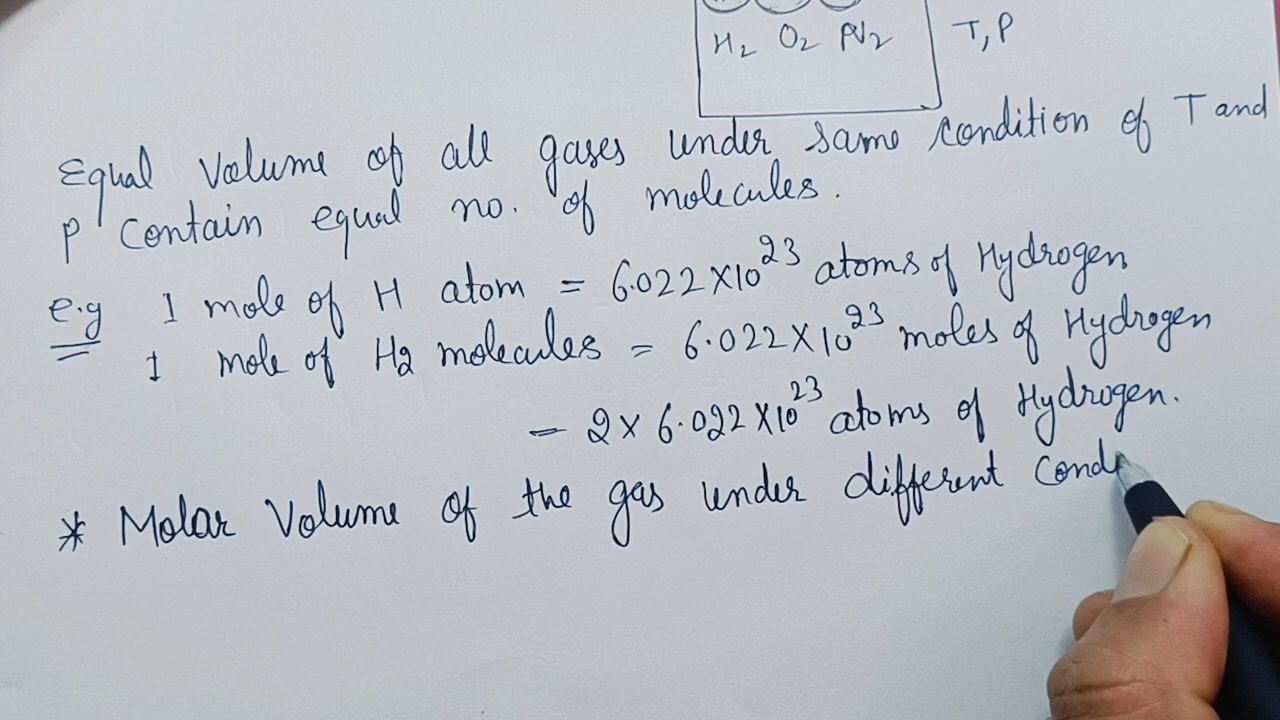 H2 O2 N2 T, P
Equal Volume of all gases under same condition of T and
P contain equal no. of molecules.
e.g 1 mole of H atom = 6.022 X10^23 atoms of Hydrogen
1 mole of H2 molecules = 6.022 X 10^23 moles of Hydrogen
= 2 X 6.022 X10^23 atoms of Hydrogen.
* Molar Volume of the gas under different Cond